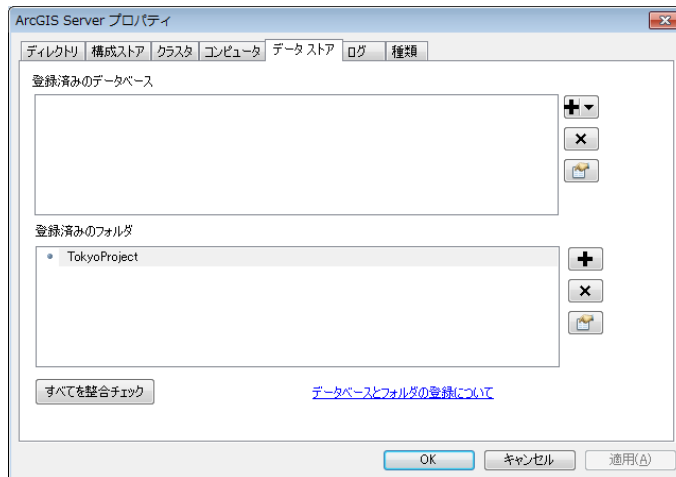 ArcGIS Server プロパティ
ディレクトリ 構成ストア クラスタ コンピュータ データ ストア ログ 種類
登録済みのデータベース
登録済みのフォルダ
TokyoProject
すべてを整合チェック データベースとフォルダの登録について
OK キャンセル 適用(A)